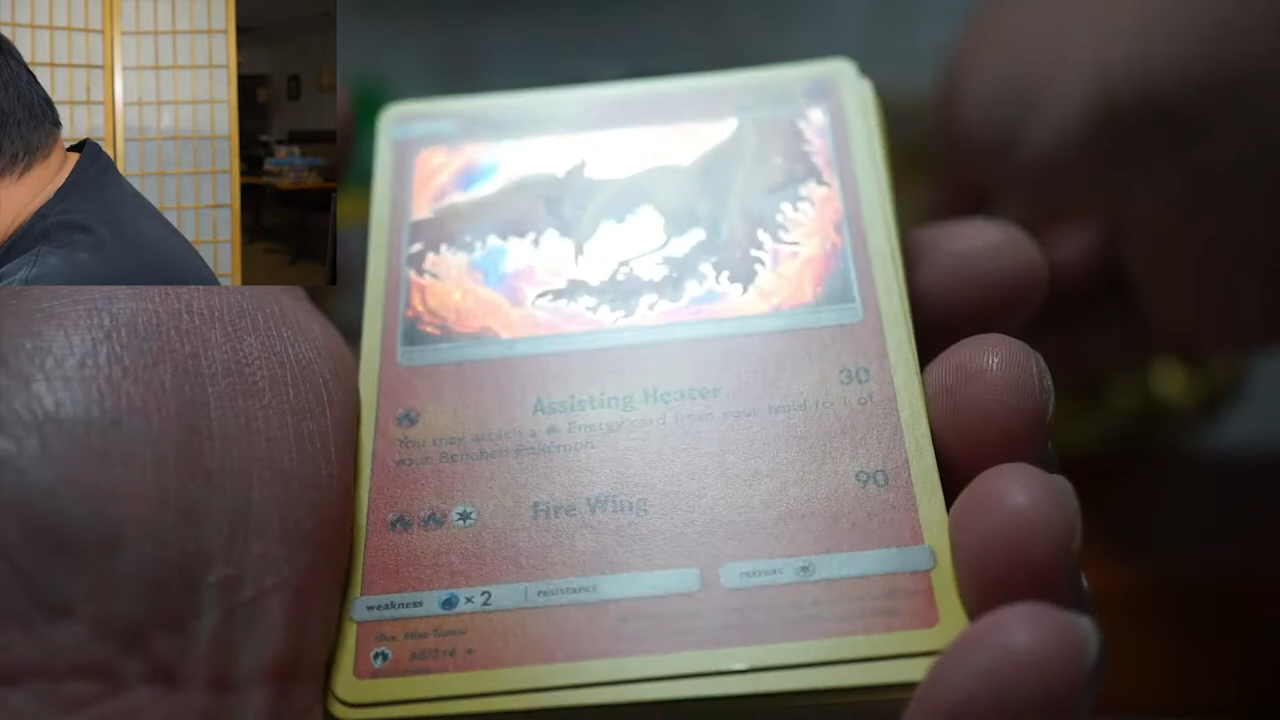 Assisting Heater 30
You may attach a Energy card from your hand to 1 of
your Benched Pokémon.
Fire Wing 90
weakness ×2 resistance
retreat